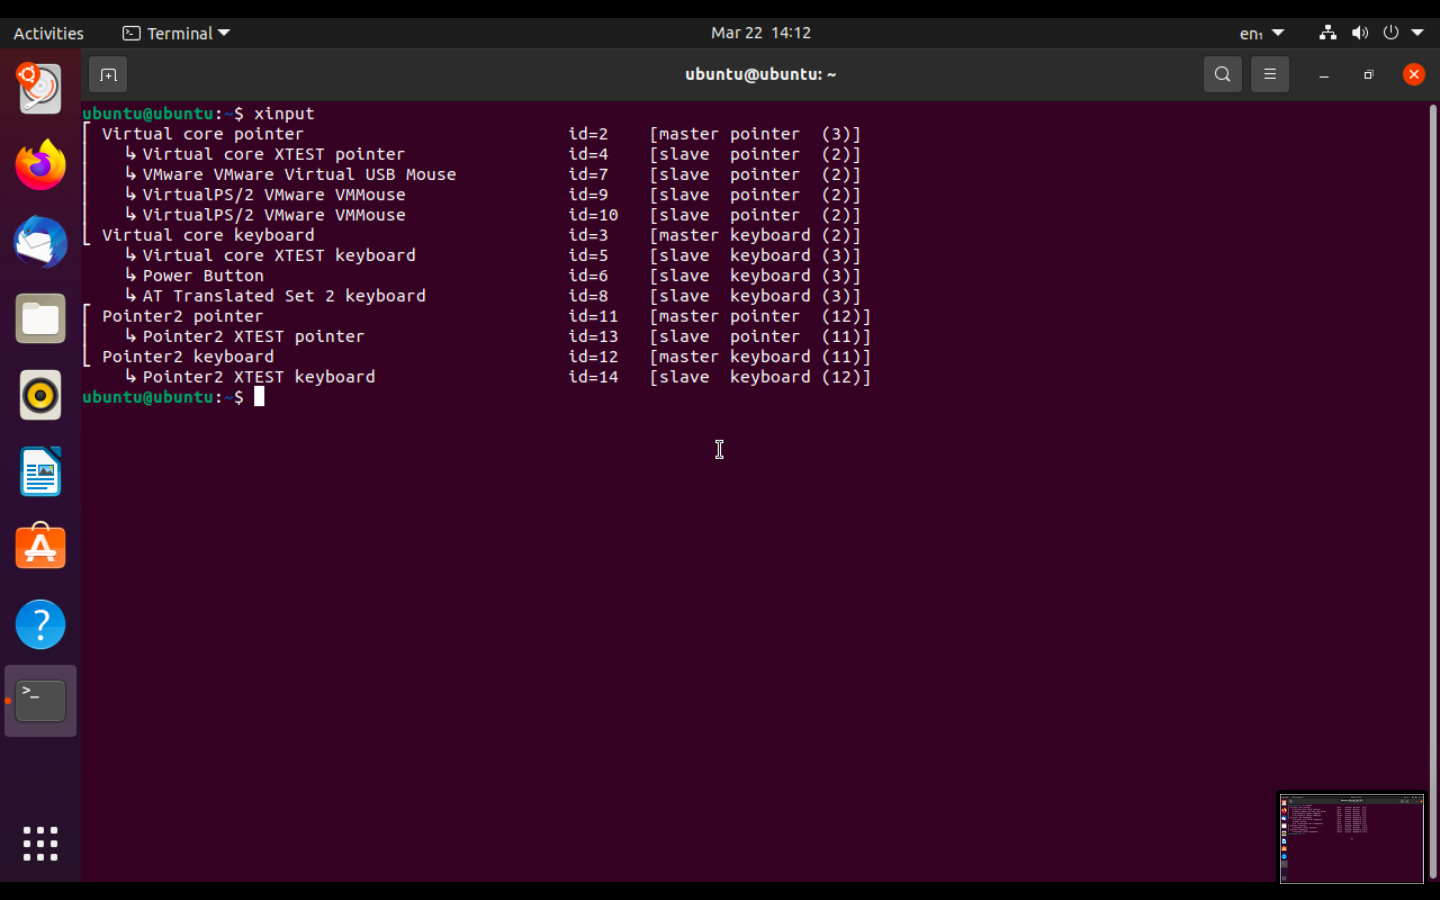 Activities Terminal Mar 22 14:12 en₁
ubuntu@ubuntu: ~
ubuntu@ubuntu:~$ xinput
⎡ Virtual core pointer id=2 [master pointer (3)]
⎜ ↳ Virtual core XTEST pointer id=4 [slave pointer (2)]
⎜ ↳ VMware VMware Virtual USB Mouse id=7 [slave pointer (2)]
⎜ ↳ VirtualPS/2 VMware VMMouse id=9 [slave pointer (2)]
⎜ ↳ VirtualPS/2 VMware VMMouse id=10 [slave pointer (2)]
⎣ Virtual core keyboard id=3 [master keyboard (2)]
↳ Virtual core XTEST keyboard id=5 [slave keyboard (3)]
↳ Power Button id=6 [slave keyboard (3)]
↳ AT Translated Set 2 keyboard id=8 [slave keyboard (3)]
⎡ Pointer2 pointer id=11 [master pointer (12)]
⎜ ↳ Pointer2 XTEST pointer id=13 [slave pointer (11)]
⎣ Pointer2 keyboard id=12 [master keyboard (11)]
↳ Pointer2 XTEST keyboard id=14 [slave keyboard (12)]
ubuntu@ubuntu:~$